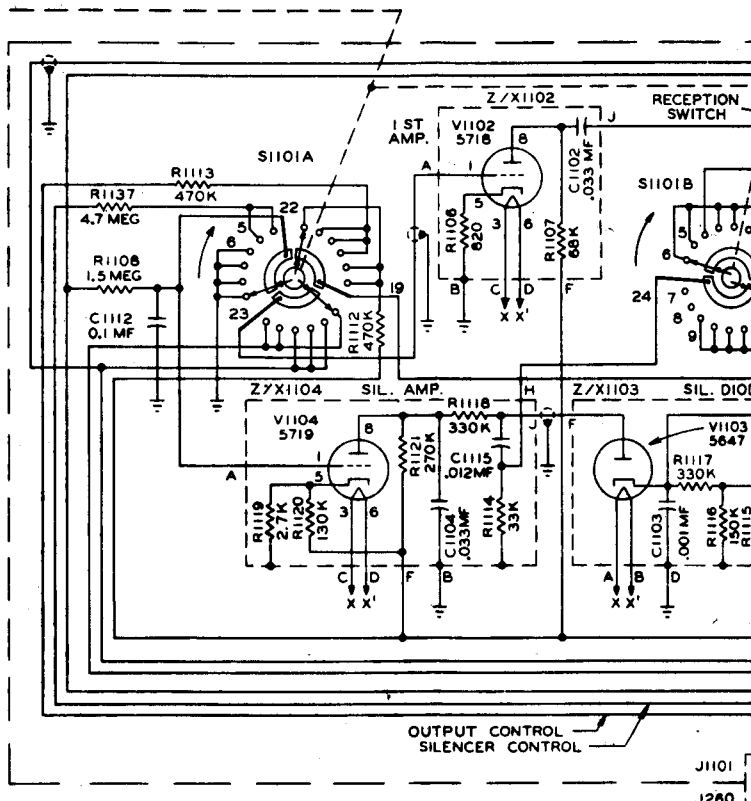 Z/X1102
RECEPTION
SWITCH
1 ST
AMP.
V1102
5718
8
J
C1102
.033 MF
A
1
5
3
6
R1106
820
R1107
68K
B
C
D
F
X
X'
S1101A
R1113
470K
R1137
4.7 MEG
22
5
6
R1108
1.5 MEG
19
C1112
0.1 MF
23
R1112
470K
S1101B
5
6
24
7
8
9
Z/X1104
SIL. AMP.
H
V1104
5719
8
R1118
330K
J
R1121
270K
C1115
.012MF
A
1
5
3
6
R1119
2.7K
R1120
130K
C1104
.033MF
R1114
33K
C
D
F
B
X
X'
Z/X1103
SIL. DIOD
F
V1103
5647
R1117
330K
C1103
.001 MF
R1116
150K
R1115
A
B
D
X
X'
OUTPUT CONTROL
SILENCER CONTROL
J1101
J260